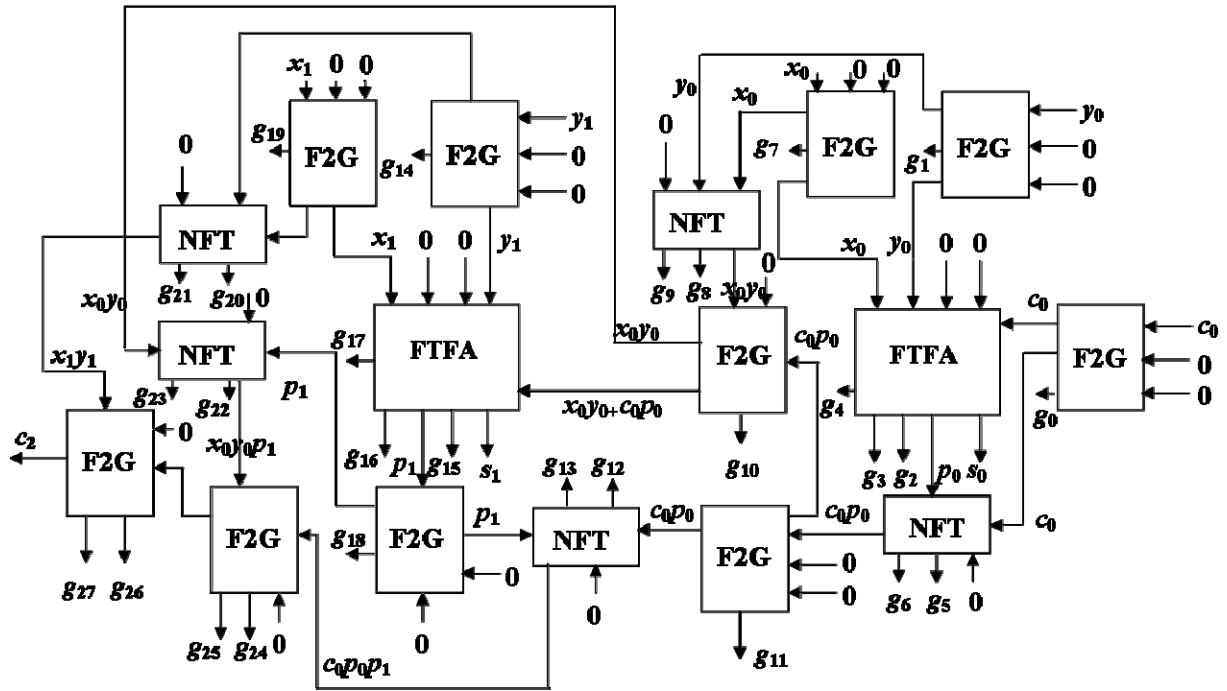 x₁ 0 0
x₀ 0 0
y₀ x₀
y₀
g₁₉ F2G
g₁₄ F2G
y₁
0
0
0
0
g₇ F2G
g₁ F2G
0
0
NFT
NFT
x₁ 0 0 y₁
x₀ y₀ 0 0
g₂₁ g₂₀ 0
g₉ g₈ x₀y₀ 0
x₀y₀
c₀
c₀
NFT
g₁₇ FTFA
x₀y₀
F2G
c₀p₀
FTFA
F2G
0
0
x₁y₁
p₁
g₂₃ g₂₂
x₀y₀+c₀p₀
g₄
g₀
c₂
F2G
0
x₀y₀p₁
g₁₆ p₁ g₁₅ s₁
g₁₀
g₃ g₂ p₀ s₀
g₁₃ g₁₂
F2G
g₁₈ F2G
p₁
NFT
c₀p₀
F2G
c₀p₀
NFT
c₀
0
0
0
g₂₇ g₂₆
g₂₅ g₂₄ 0
0
0
g₆ g₅ 0
c₀p₀p₁
g₁₁